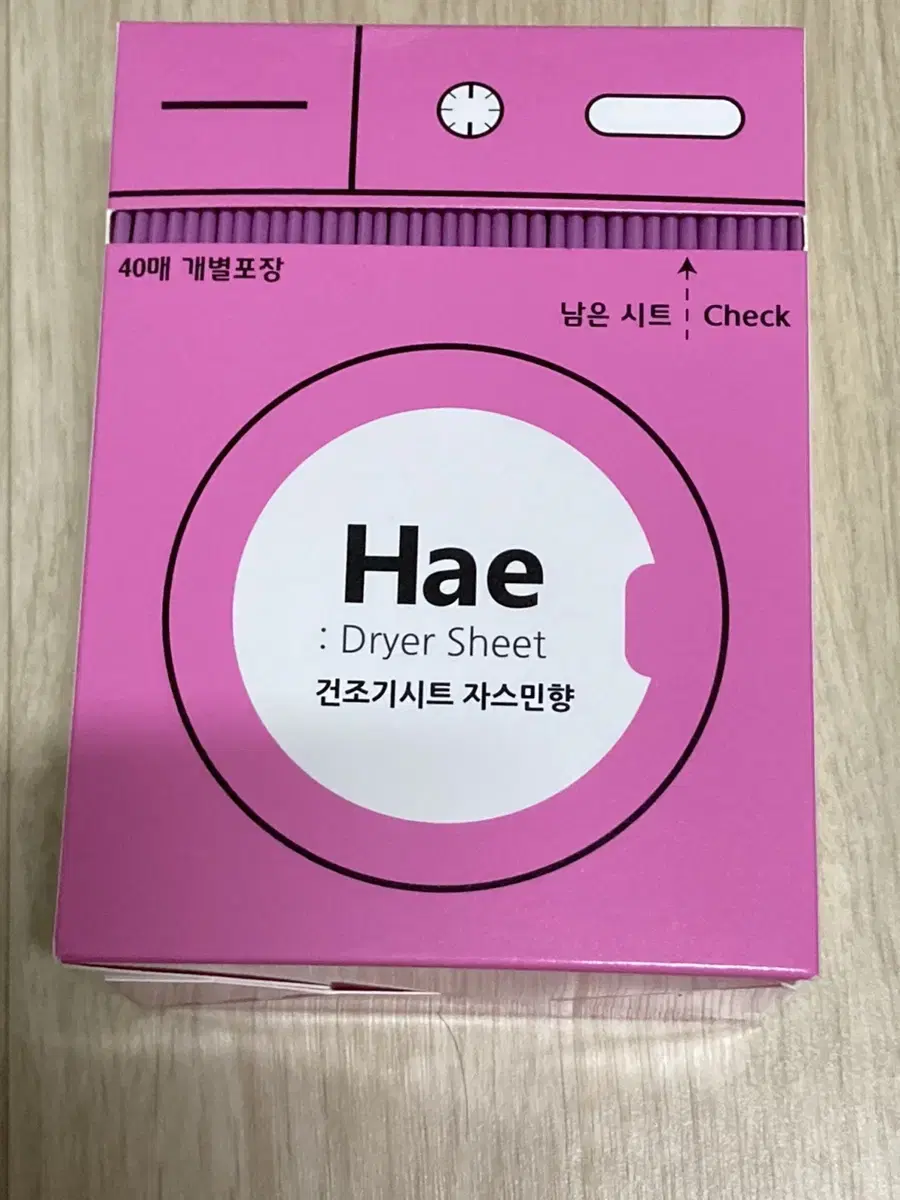 40매 개별포장
남은 시트 Check
Hae
: Dryer Sheet
건조기시트 자스민향